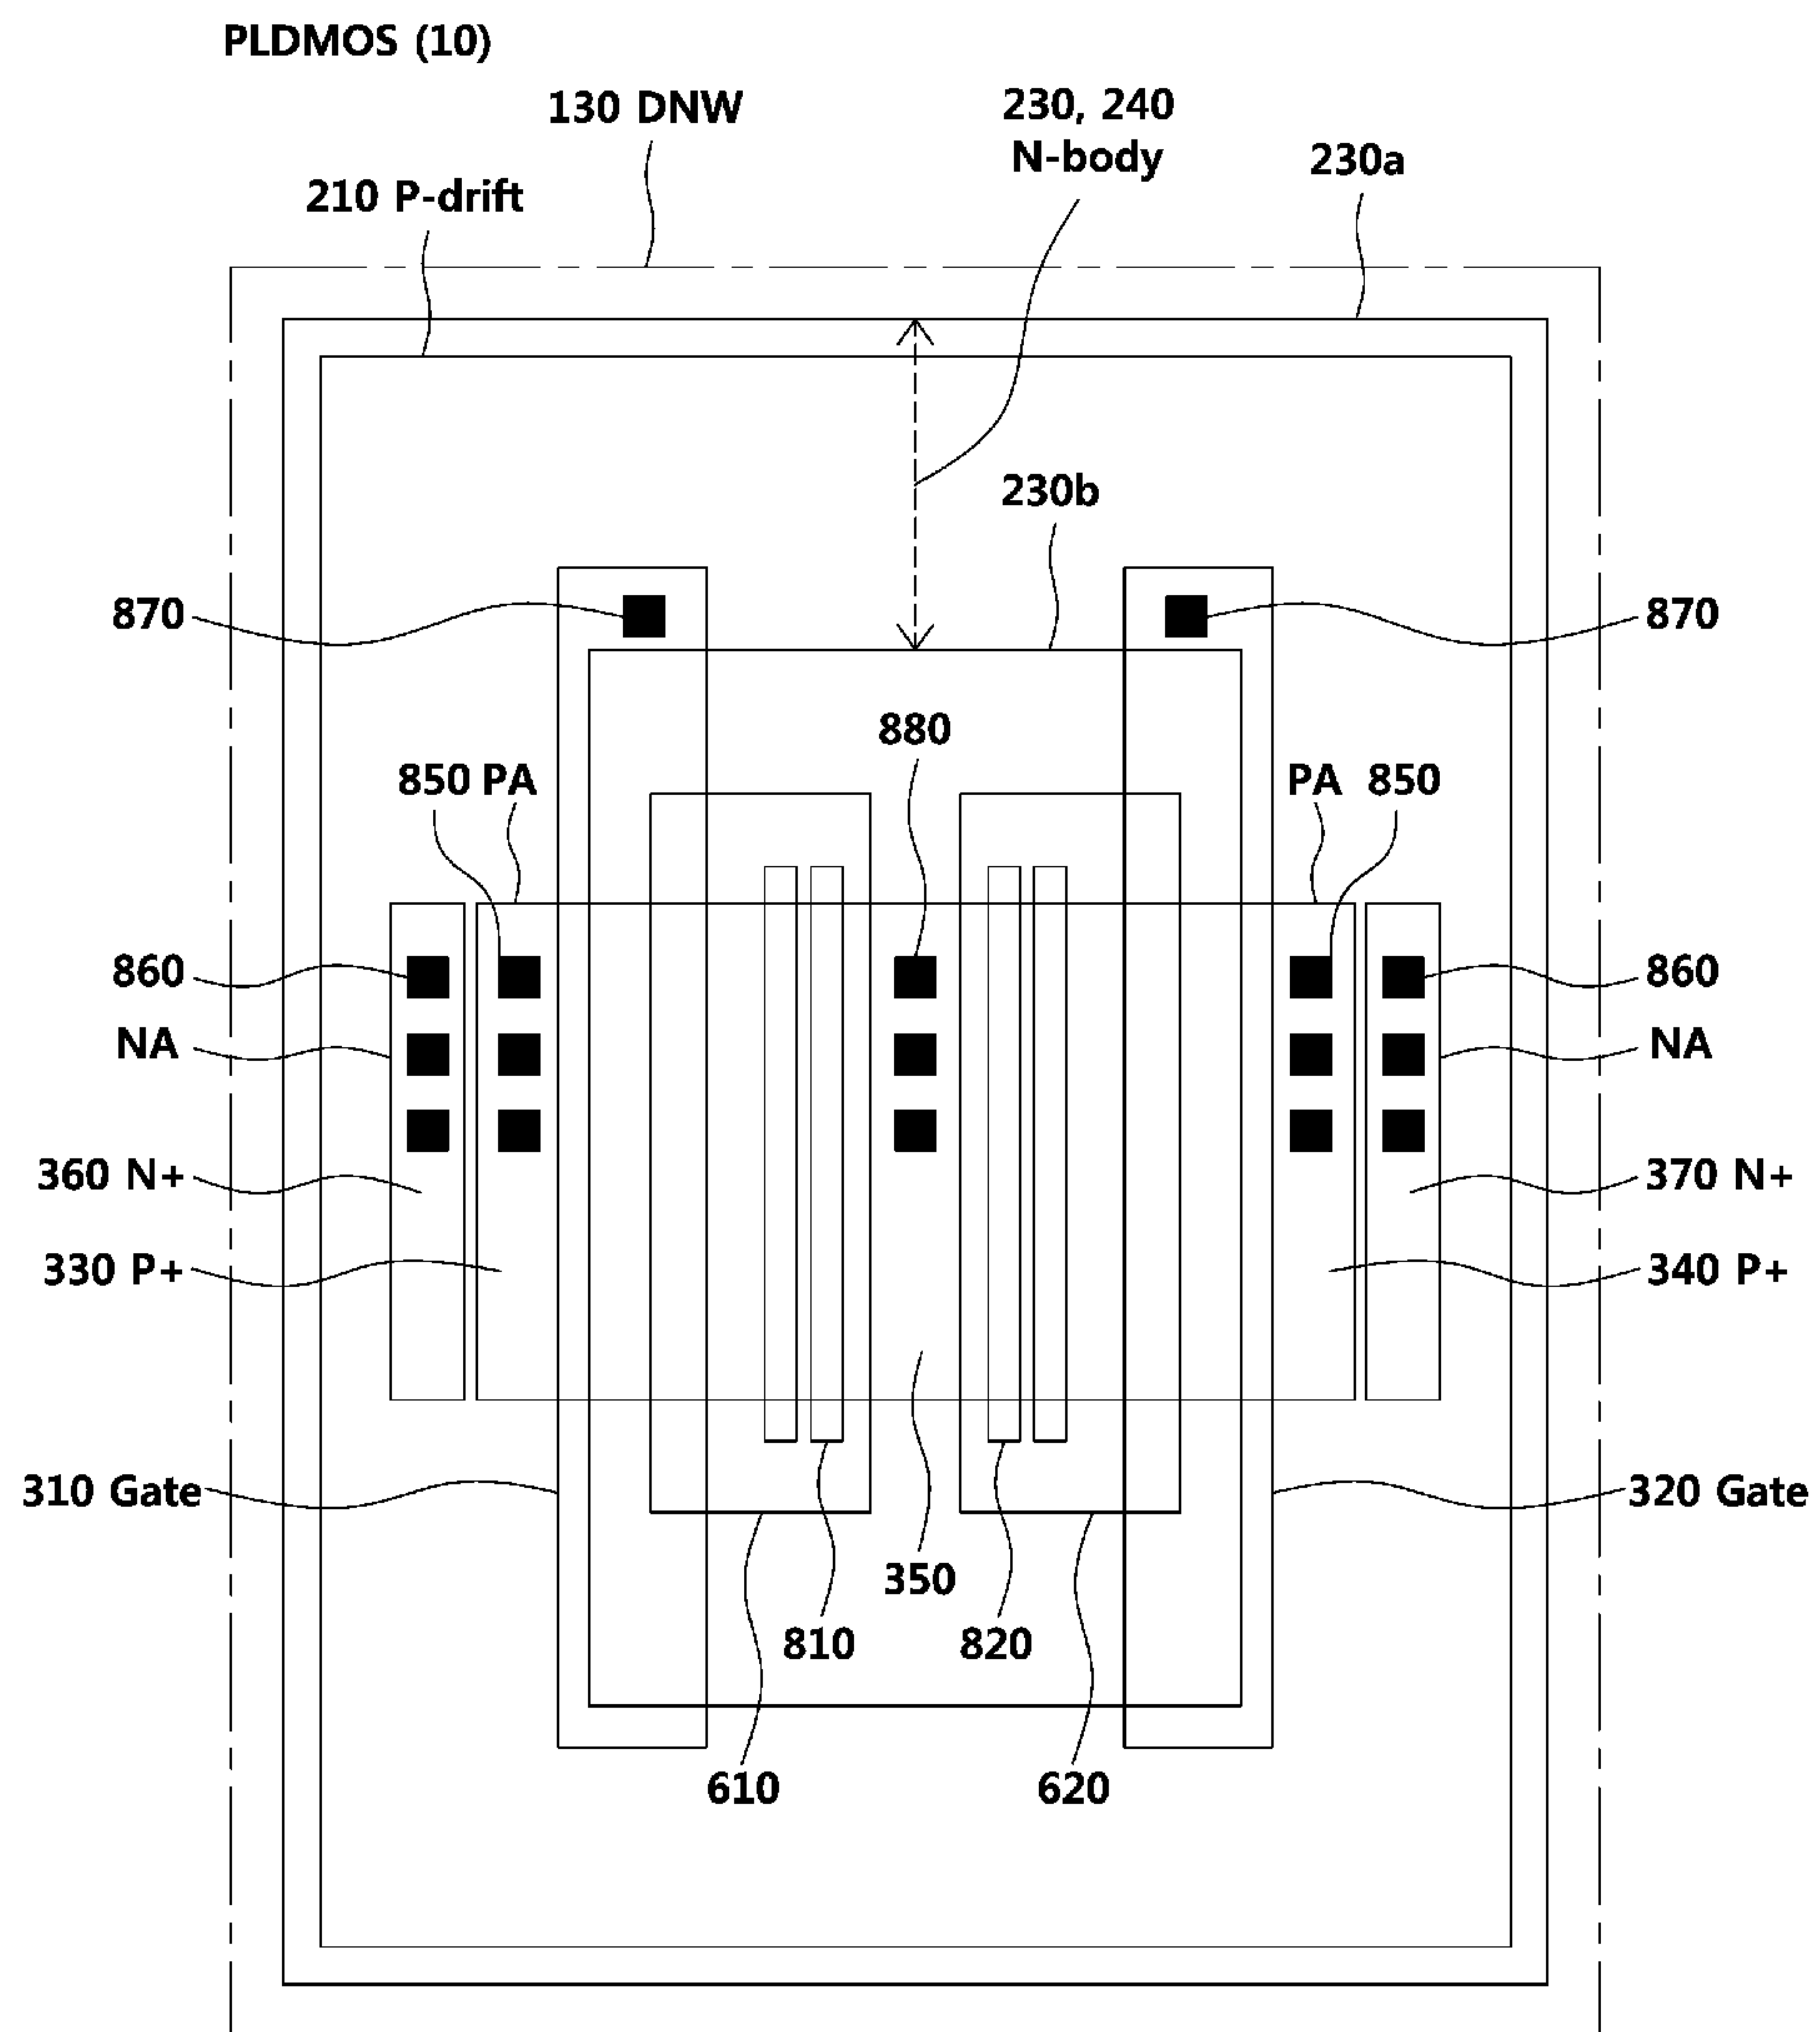 PLDMOS (10)
130 DNW
230, 240
N-body
230a
210 P-drift
230b
870
870
880
850 PA
PA 850
860
860
NA
NA
360 N+
370 N+
330 P+
340 P+
310 Gate
320 Gate
350
810
820
610
620